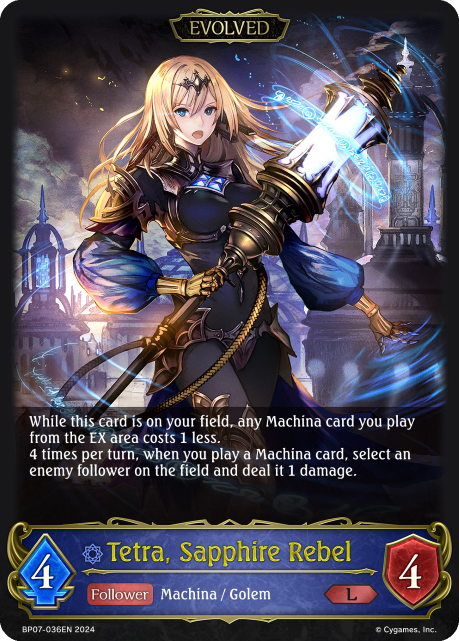 EVOLVED
While this card is on your field, any Machina card you play
from the EX area costs 1 less.
4 times per turn, when you play a Machina card, select an
enemy follower on the field and deal it 1 damage.
Tetra, Sapphire Rebel
4
Follower
Machina / Golem
L
4
BP07-036EN 2024
© Cygames, Inc.